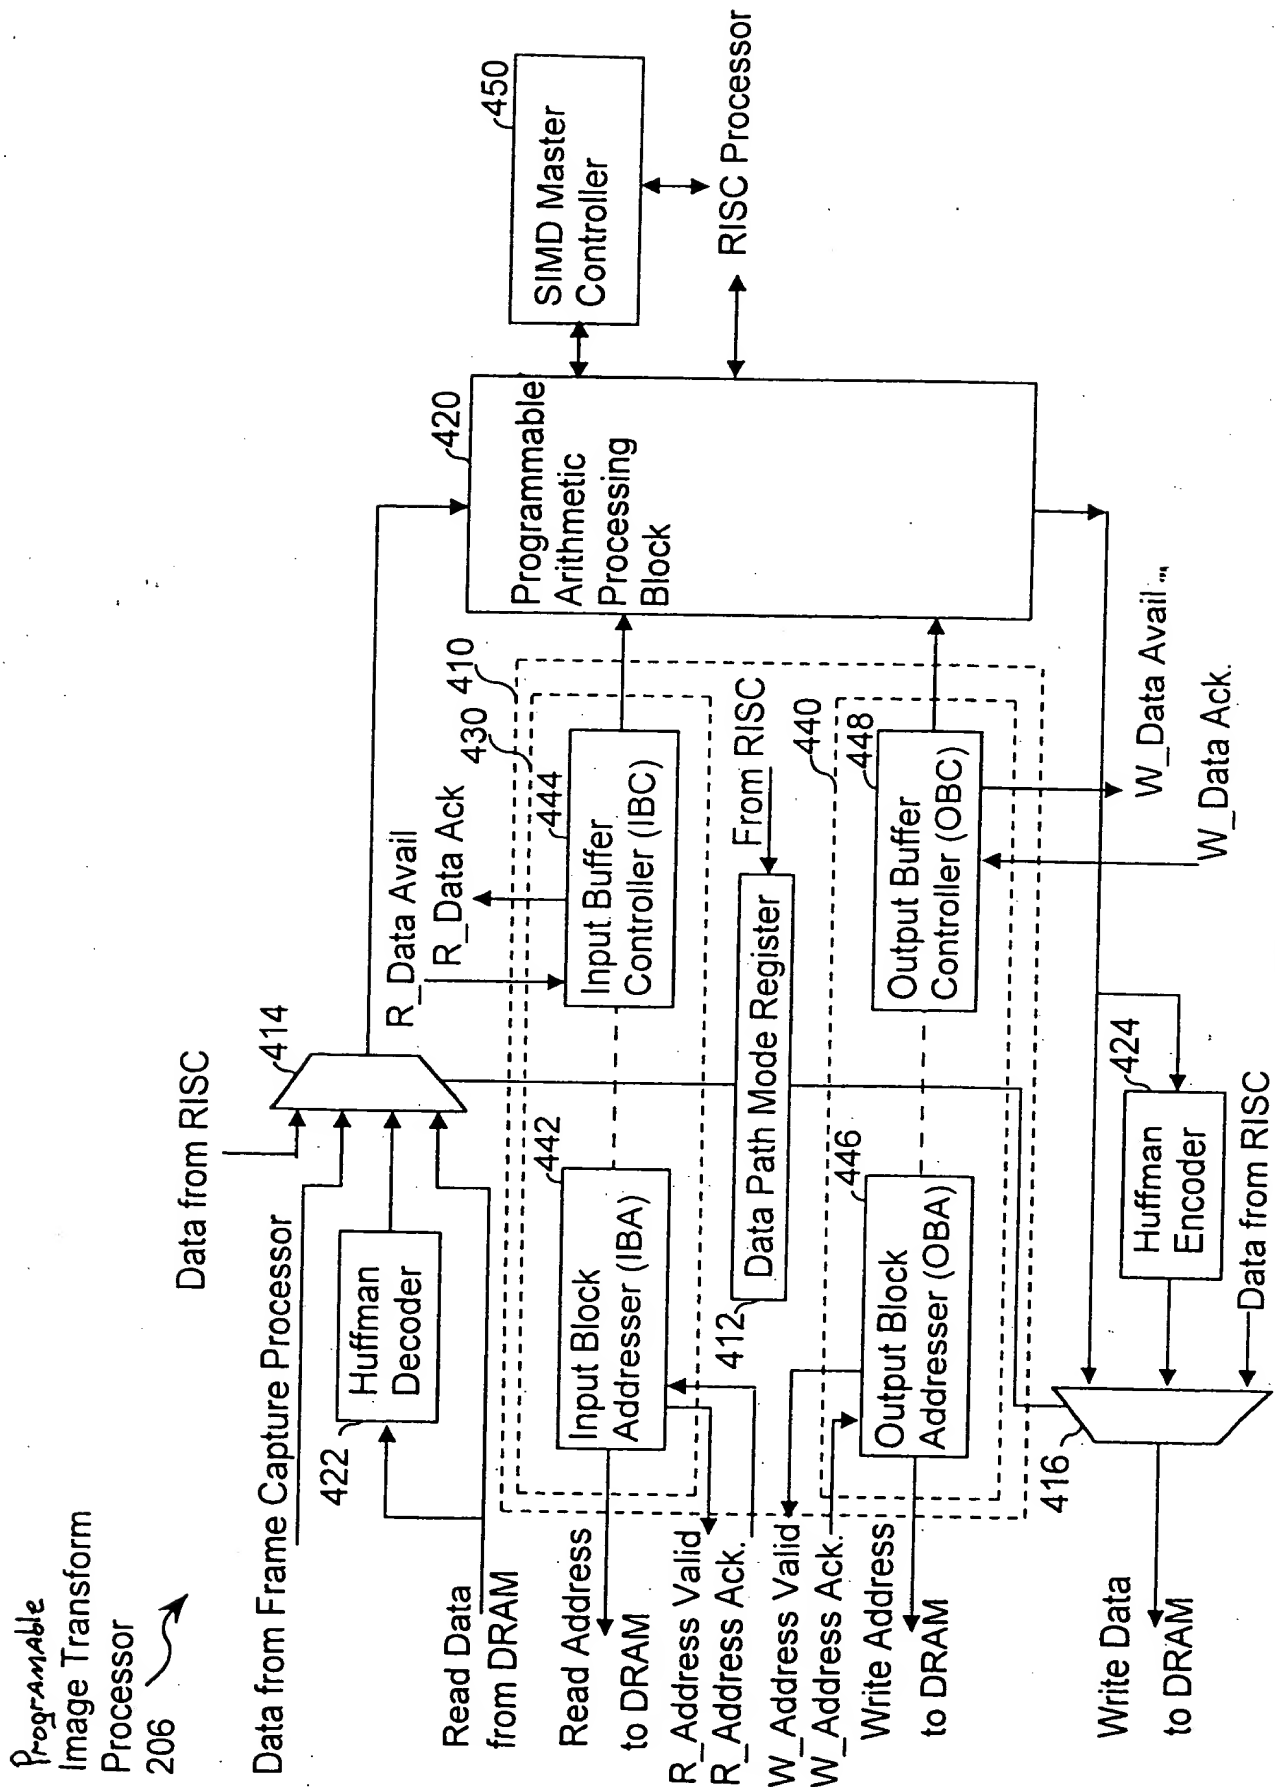 Programable
Image Transform
Processor
206
Data from Frame Capture Processor
Data from RISC
414
422
Huffman
Decoder
Read Data
from DRAM
R_Data Avail
R_Data Ack
410
430
444
Input Buffer
Controller (IBC)
442
Input Block
Addresser (IBA)
Read Address
to DRAM
R_Address Valid
R_Address Ack.
412
Data Path Mode Register
From RISC
W_Address Valid
W_Address Ack.
440
446
Output Block
Addresser (OBA)
448
Output Buffer
Controller (OBC)
Write Address
to DRAM
420
Programmable
Arithmetic
Processing
Block
450
SIMD Master
Controller
RISC Processor
W_Data Avail
W_Data Ack.
424
Huffman
Encoder
Data from RISC
416
Write Data
to DRAM